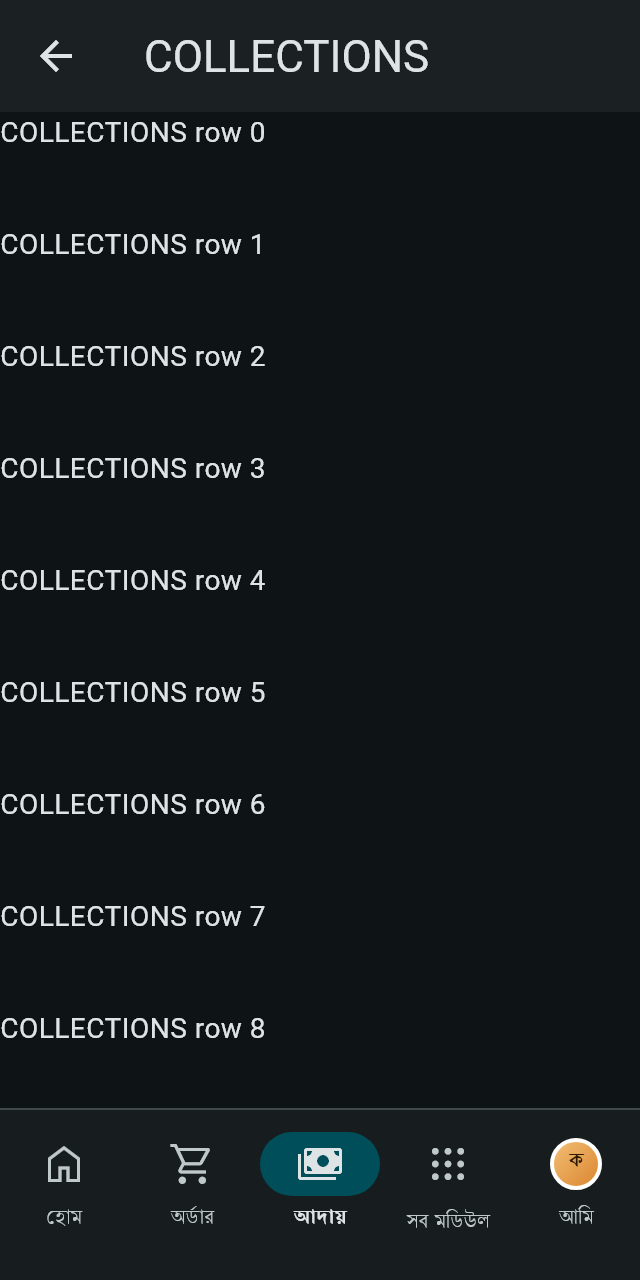 COLLECTIONS
COLLECTIONS row 0
COLLECTIONS row 1
COLLECTIONS row 2
COLLECTIONS row 3
COLLECTIONS row 4
COLLECTIONS row 5
COLLECTIONS row 6
COLLECTIONS row 7
COLLECTIONS row 8
ক
হোম অর্ডার আদায় সব মডিউল আমি